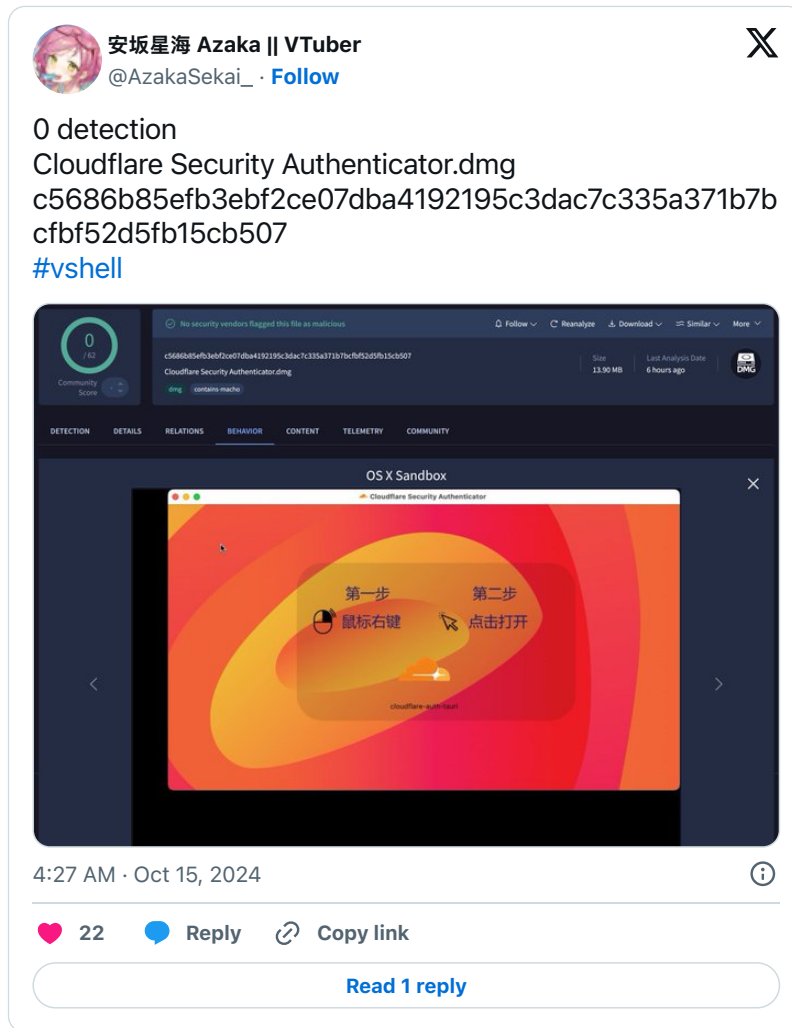 安坂星海 Azaka || VTuber
@AzakaSekai_ · Follow
0 detection
Cloudflare Security Authenticator.dmg
c5686b85efb3ebf2ce07dba4192195c3dac7c335a371b7b
cfbf52d5fb15cb507
#vshell
0
/ 62
Community
Score
No security vendors flagged this file as malicious
Follow
Reanalyze
Download
Similar
More
c5686b85efb3ebf2ce07dba4192195c3dac7c335a371b7bcfbf52d5fb15cb507
Cloudflare Security Authenticator.dmg
dmg
contains-macho
Size
13.90 MB
Last Analysis Date
6 hours ago
DMG
DETECTION
DETAILS
RELATIONS
BEHAVIOR
CONTENT
TELEMETRY
COMMUNITY
OS X Sandbox
Cloudflare Security Authenticator
第一步
第二步
鼠标右键
点击打开
cloudflare-auth-tauri
4:27 AM · Oct 15, 2024
22
Reply
Copy link
Read 1 reply